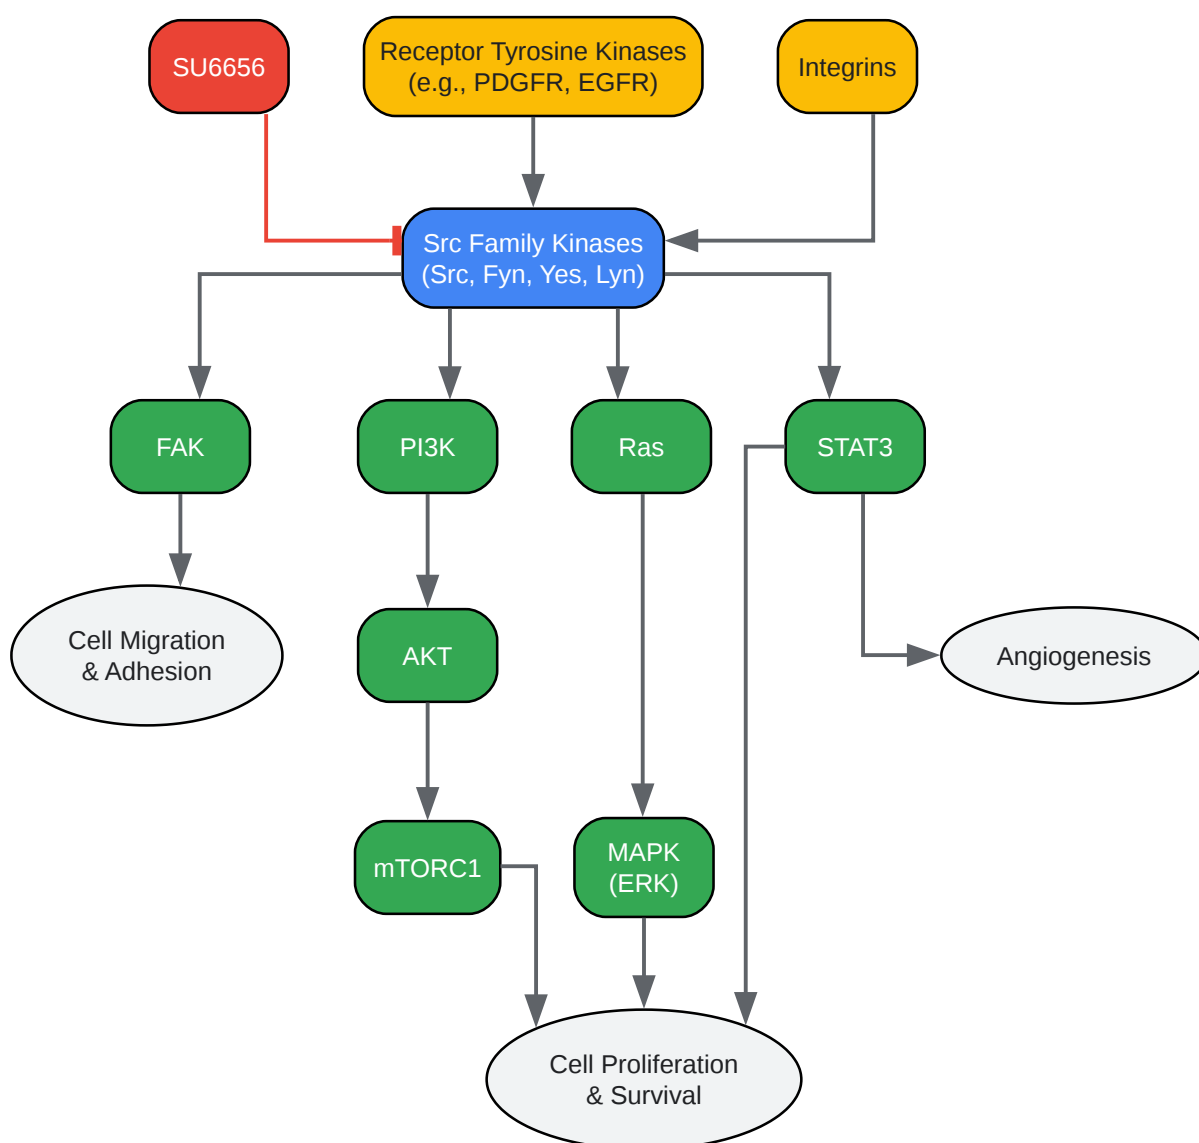 SU6656
Receptor Tyrosine Kinases
(e.g., PDGFR, EGFR)
Integrins
Src Family Kinases
(Src, Fyn, Yes, Lyn)
FAK
PI3K
Ras
STAT3
Cell Migration
& Adhesion
AKT
Angiogenesis
mTORC1
MAPK
(ERK)
Cell Proliferation
& Survival